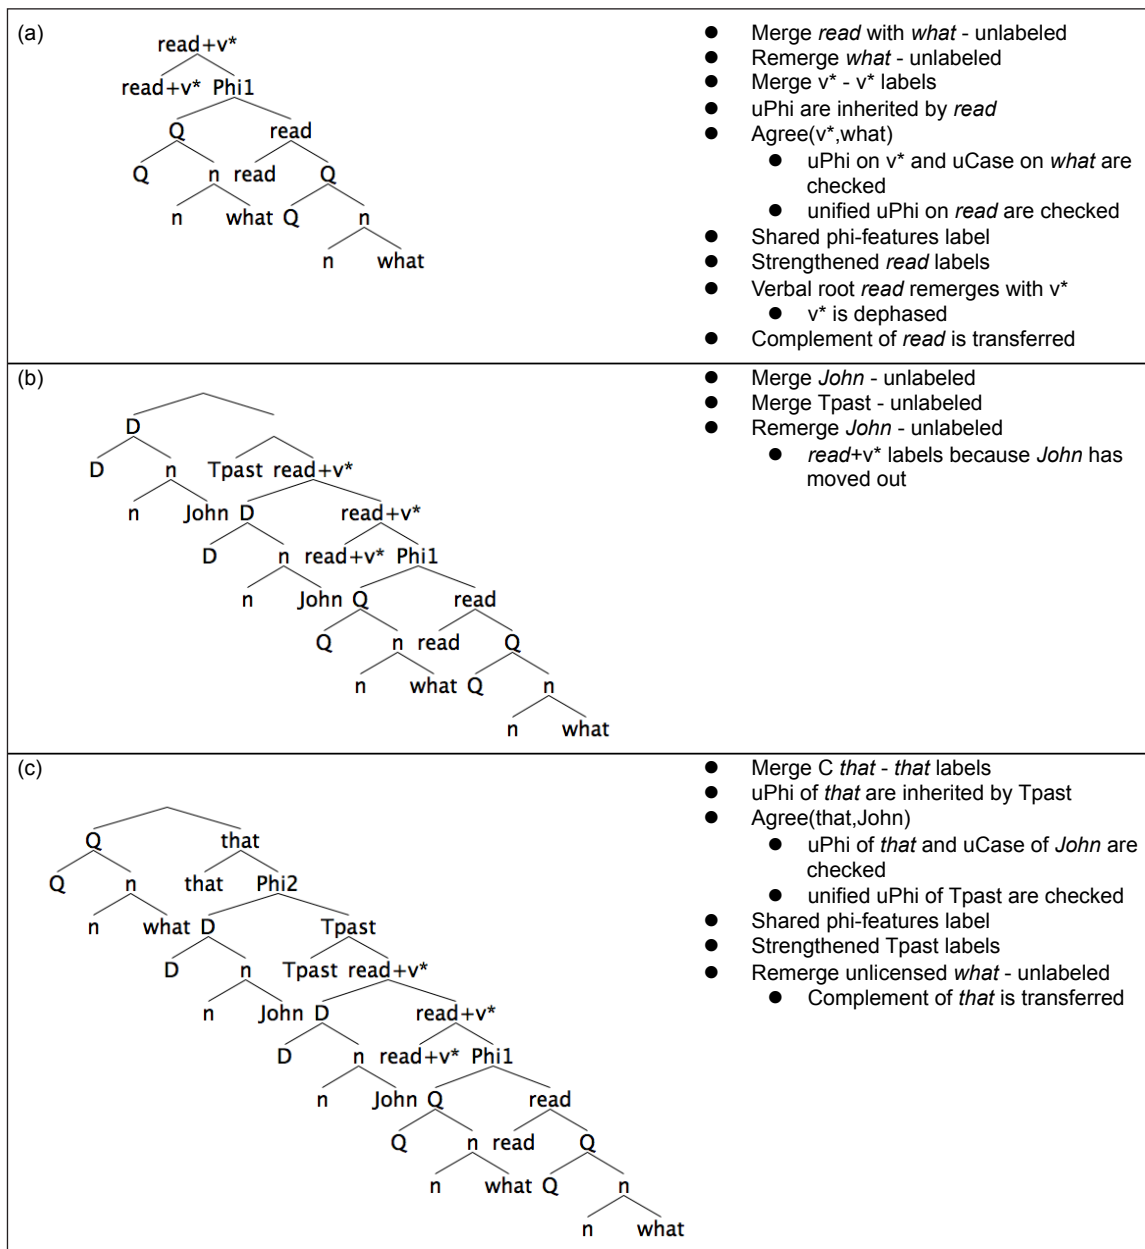 (a)
read+v*
read+v* Phi1
Q read
Q n read Q
n what Q n
n what
● Merge read with what - unlabeled
● Remerge what - unlabeled
● Merge v* - v* labels
● uPhi are inherited by read
● Agree(v*,what)
● uPhi on v* and uCase on what are
checked
● unified uPhi on read are checked
● Shared phi-features label
● Strengthened read labels
● Verbal root read remerges with v*
● v* is dephased
● Complement of read is transferred
(b)
D
D n Tpast read+v*
n John D read+v*
D n read+v* Phi1
n John Q read
Q n read Q
n what Q n
n what
● Merge John - unlabeled
● Merge Tpast - unlabeled
● Remerge John - unlabeled
● read+v* labels because John has
moved out
(c)
Q that
Q n that Phi2
n what D Tpast
D n Tpast read+v*
n John D read+v*
D n read+v* Phi1
n John Q read
Q n read Q
n what Q n
n what
● Merge C that - that labels
● uPhi of that are inherited by Tpast
● Agree(that,John)
● uPhi of that and uCase of John are
checked
● unified uPhi of Tpast are checked
● Shared phi-features label
● Strengthened Tpast labels
● Remerge unlicensed what - unlabeled
● Complement of that is transferred